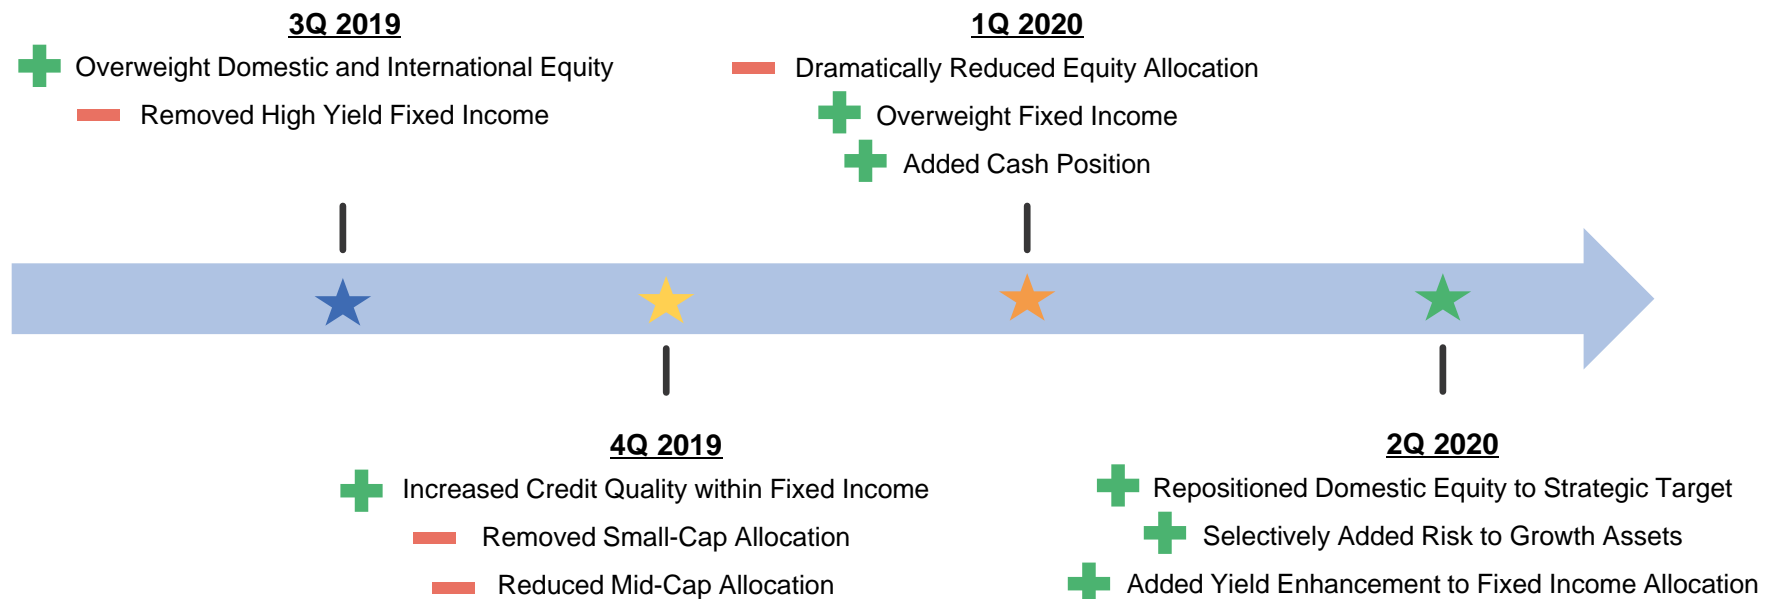 3Q 2019
Overweight Domestic and International Equity
Removed High Yield Fixed Income
1Q 2020
Dramatically Reduced Equity Allocation
Overweight Fixed Income
Added Cash Position
4Q 2019
Increased Credit Quality within Fixed Income
Removed Small-Cap Allocation
Reduced Mid-Cap Allocation
2Q 2020
Repositioned Domestic Equity to Strategic Target
Selectively Added Risk to Growth Assets
Added Yield Enhancement to Fixed Income Allocation